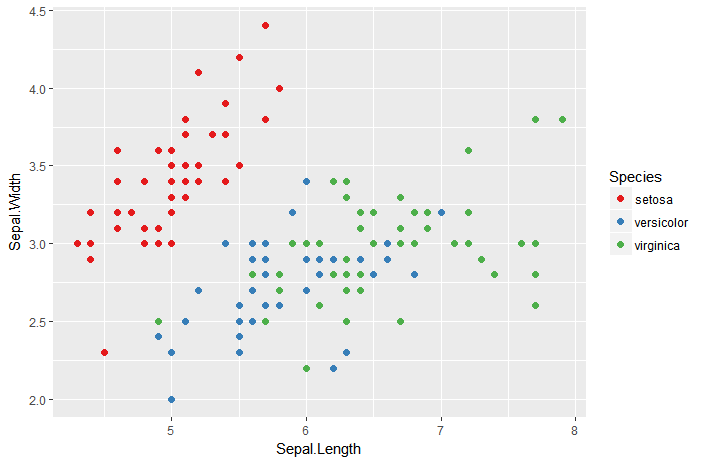 4.5
4.0
3.5
3.0
2.5
2.0
Sepal.Width
5 6 7 8
Sepal.Length
Species
setosa
versicolor
virginica